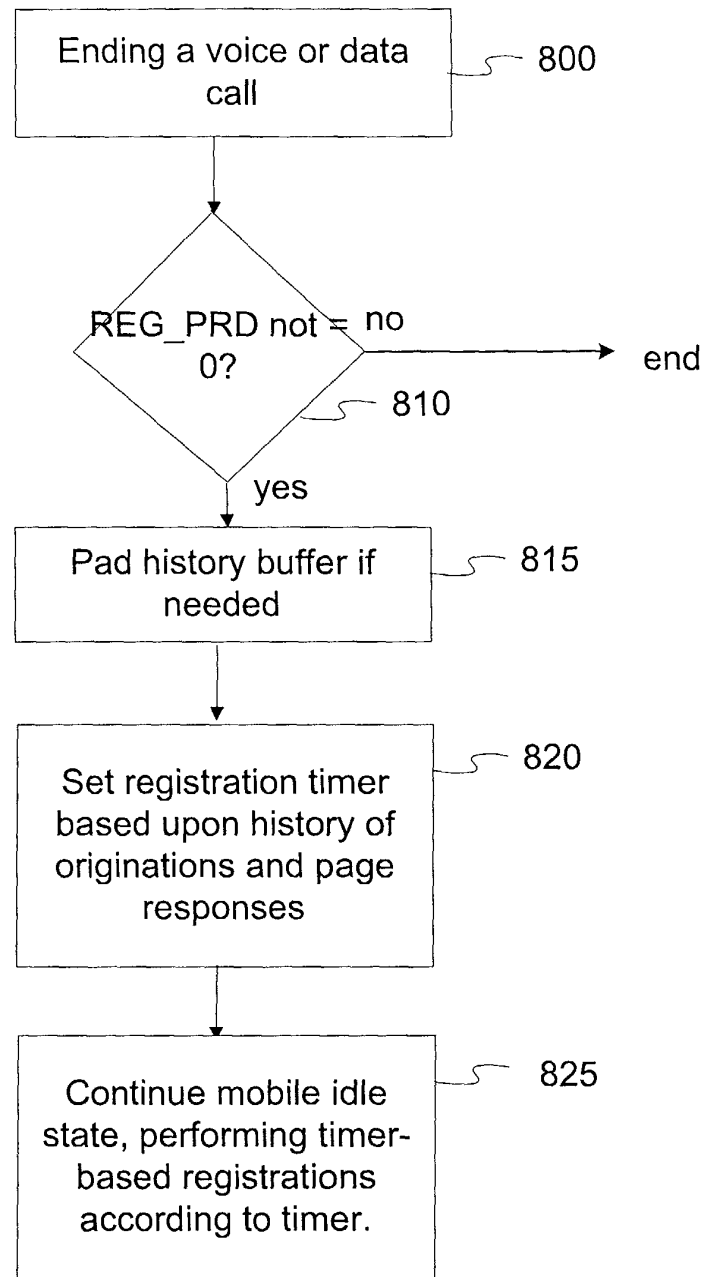 Ending a voice or data
call
800
REG_PRD not =
0?
no
end
810
yes
Pad history buffer if
needed
815
Set registration timer
based upon history of
originations and page
responses
820
Continue mobile idle
state, performing timer-
based registrations
according to timer.
825